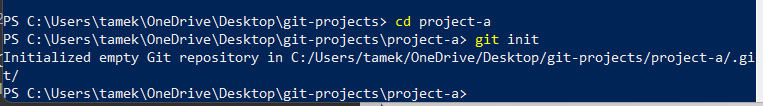 PS C:\Users\tamek\OneDrive\Desktop\git-projects> cd project-a
PS C:\Users\tamek\OneDrive\Desktop\git-projects\project-a> git init
Initialized empty Git repository in C:/Users/tamek/OneDrive/Desktop/git-projects/project-a/.gi
t/
PS C:\Users\tamek\OneDrive\Desktop\git-projects\project-a>